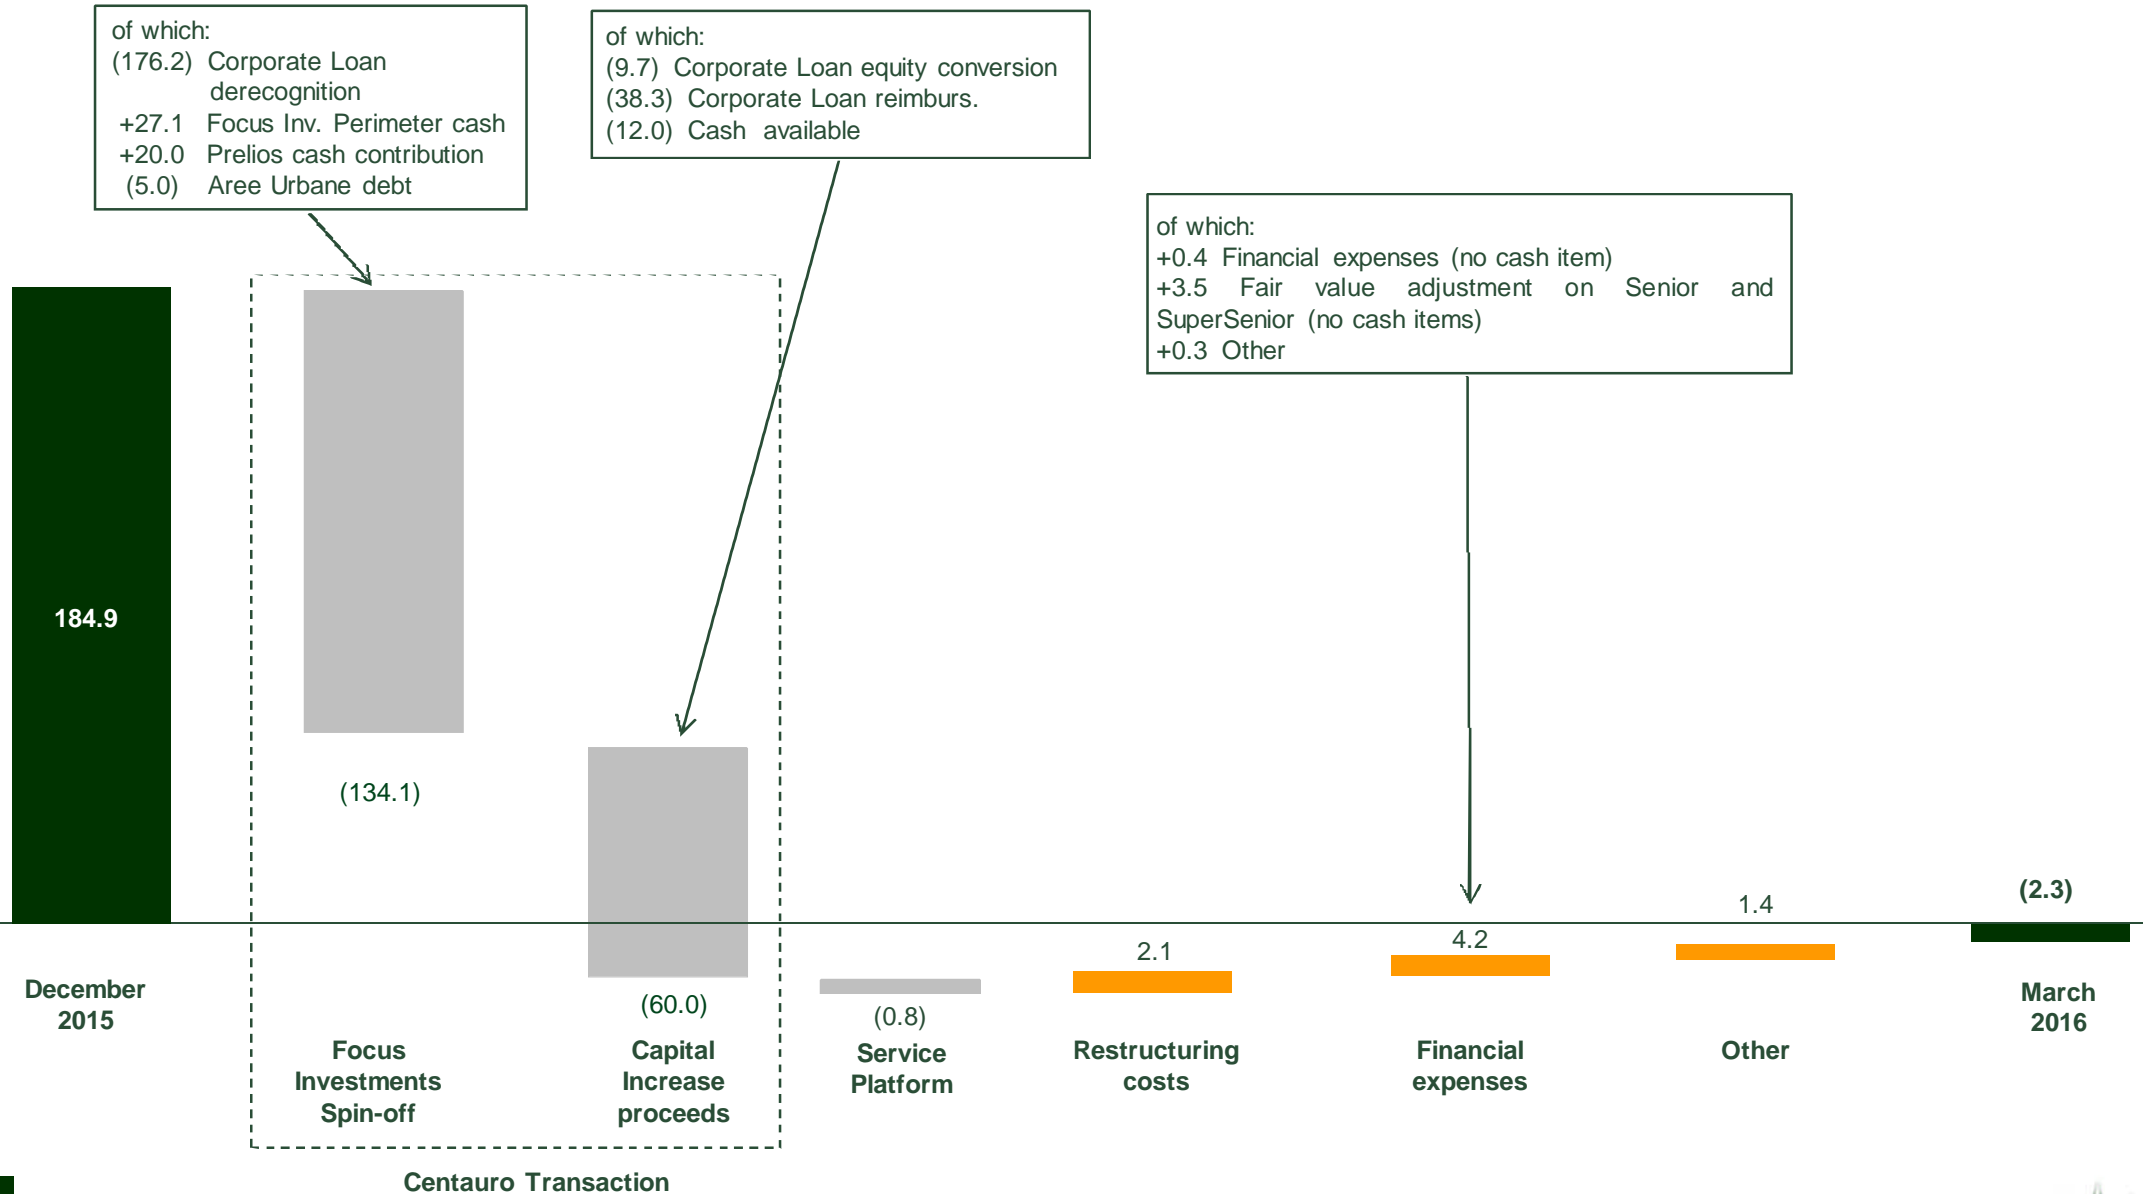 of which:
(176.2) Corporate Loan
derecognition
+27.1 Focus Inv. Perimeter cash
+20.0 Prelios cash contribution
(5.0) Aree Urbane debt
of which:
(9.7) Corporate Loan equity conversion
(38.3) Corporate Loan reimburs.
(12.0) Cash available
of which:
+0.4 Financial expenses (no cash item)
+3.5 Fair value adjustment on Senior and
SuperSenior (no cash items)
+0.3 Other
184.9
(134.1)
(60.0)
(0.8)
2.1
4.2
1.4
(2.3)
December
2015
Focus
Investments
Spin-off
Capital
Increase
proceeds
Service
Platform
Restructuring
costs
Financial
expenses
Other
March
2016
Centauro Transaction